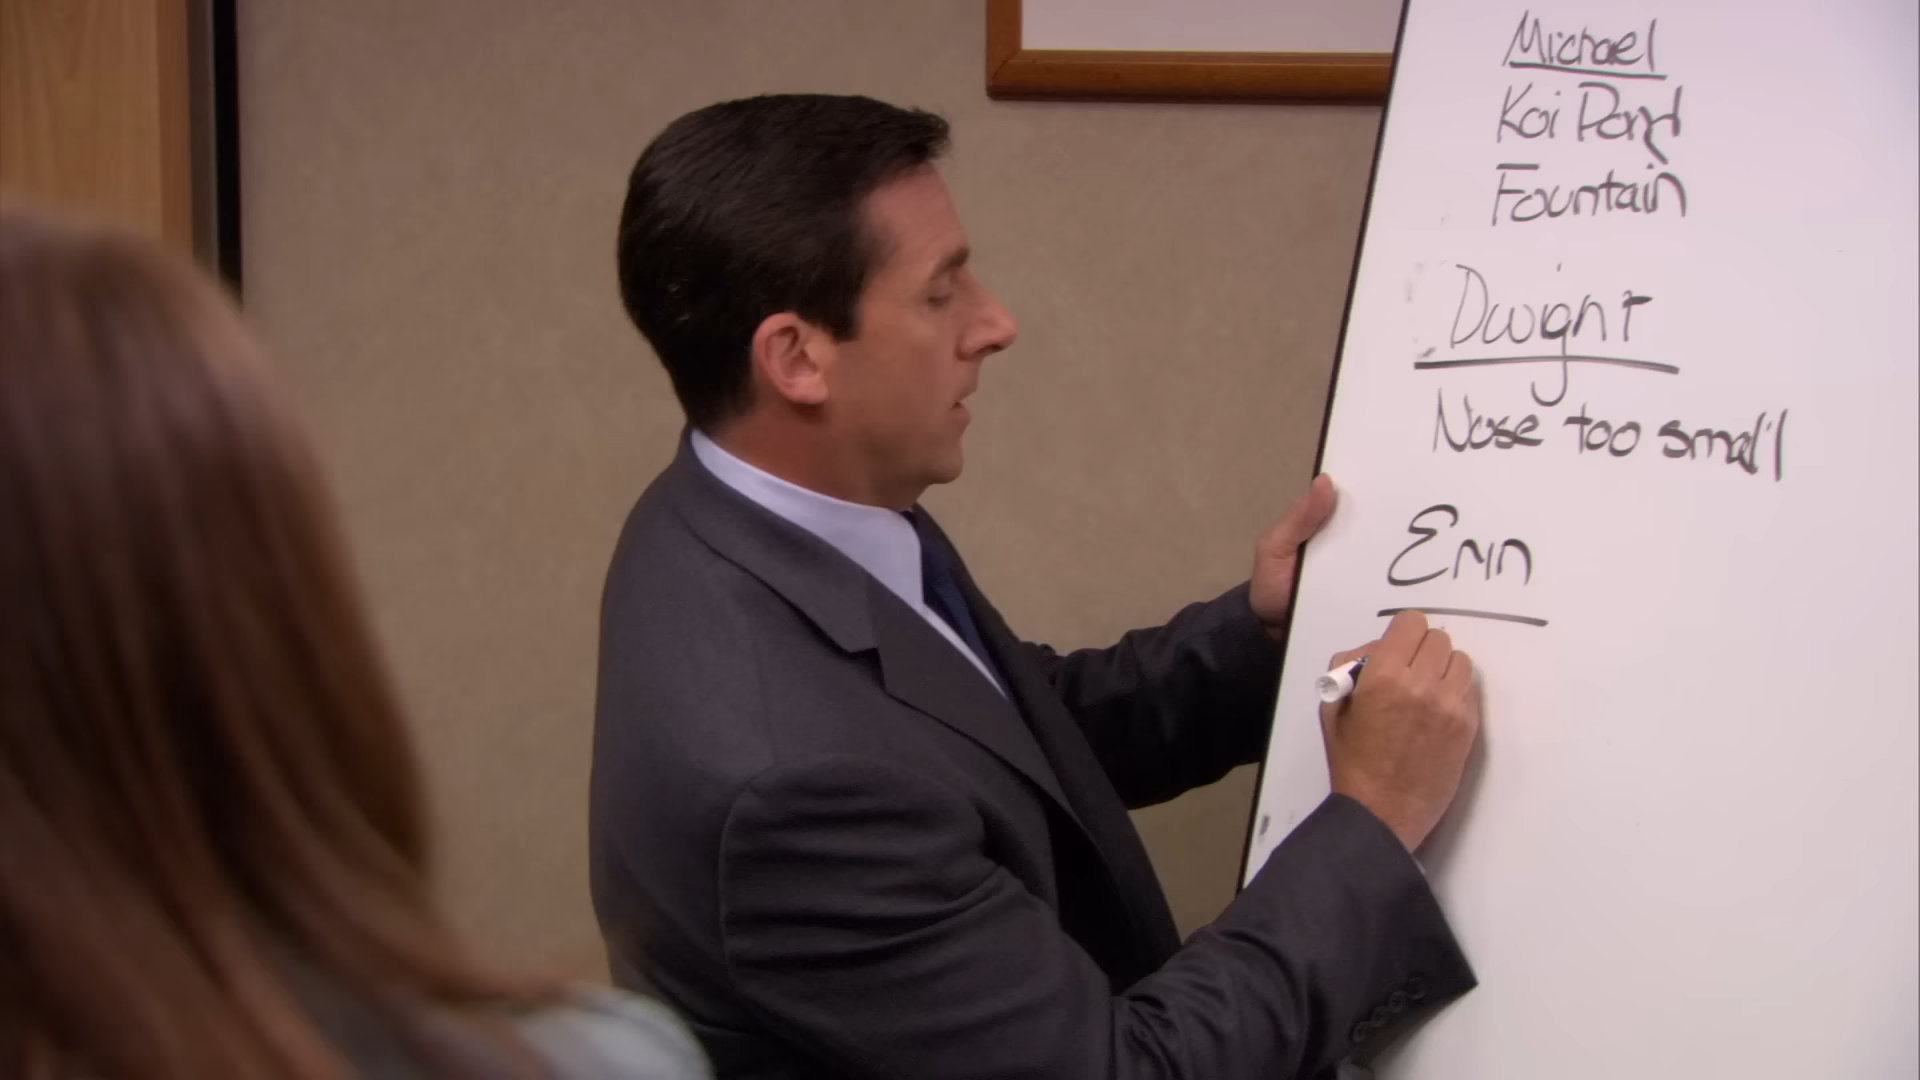 Michael
Koi Pond
Fountain
Dwight
Nose too small
Erin